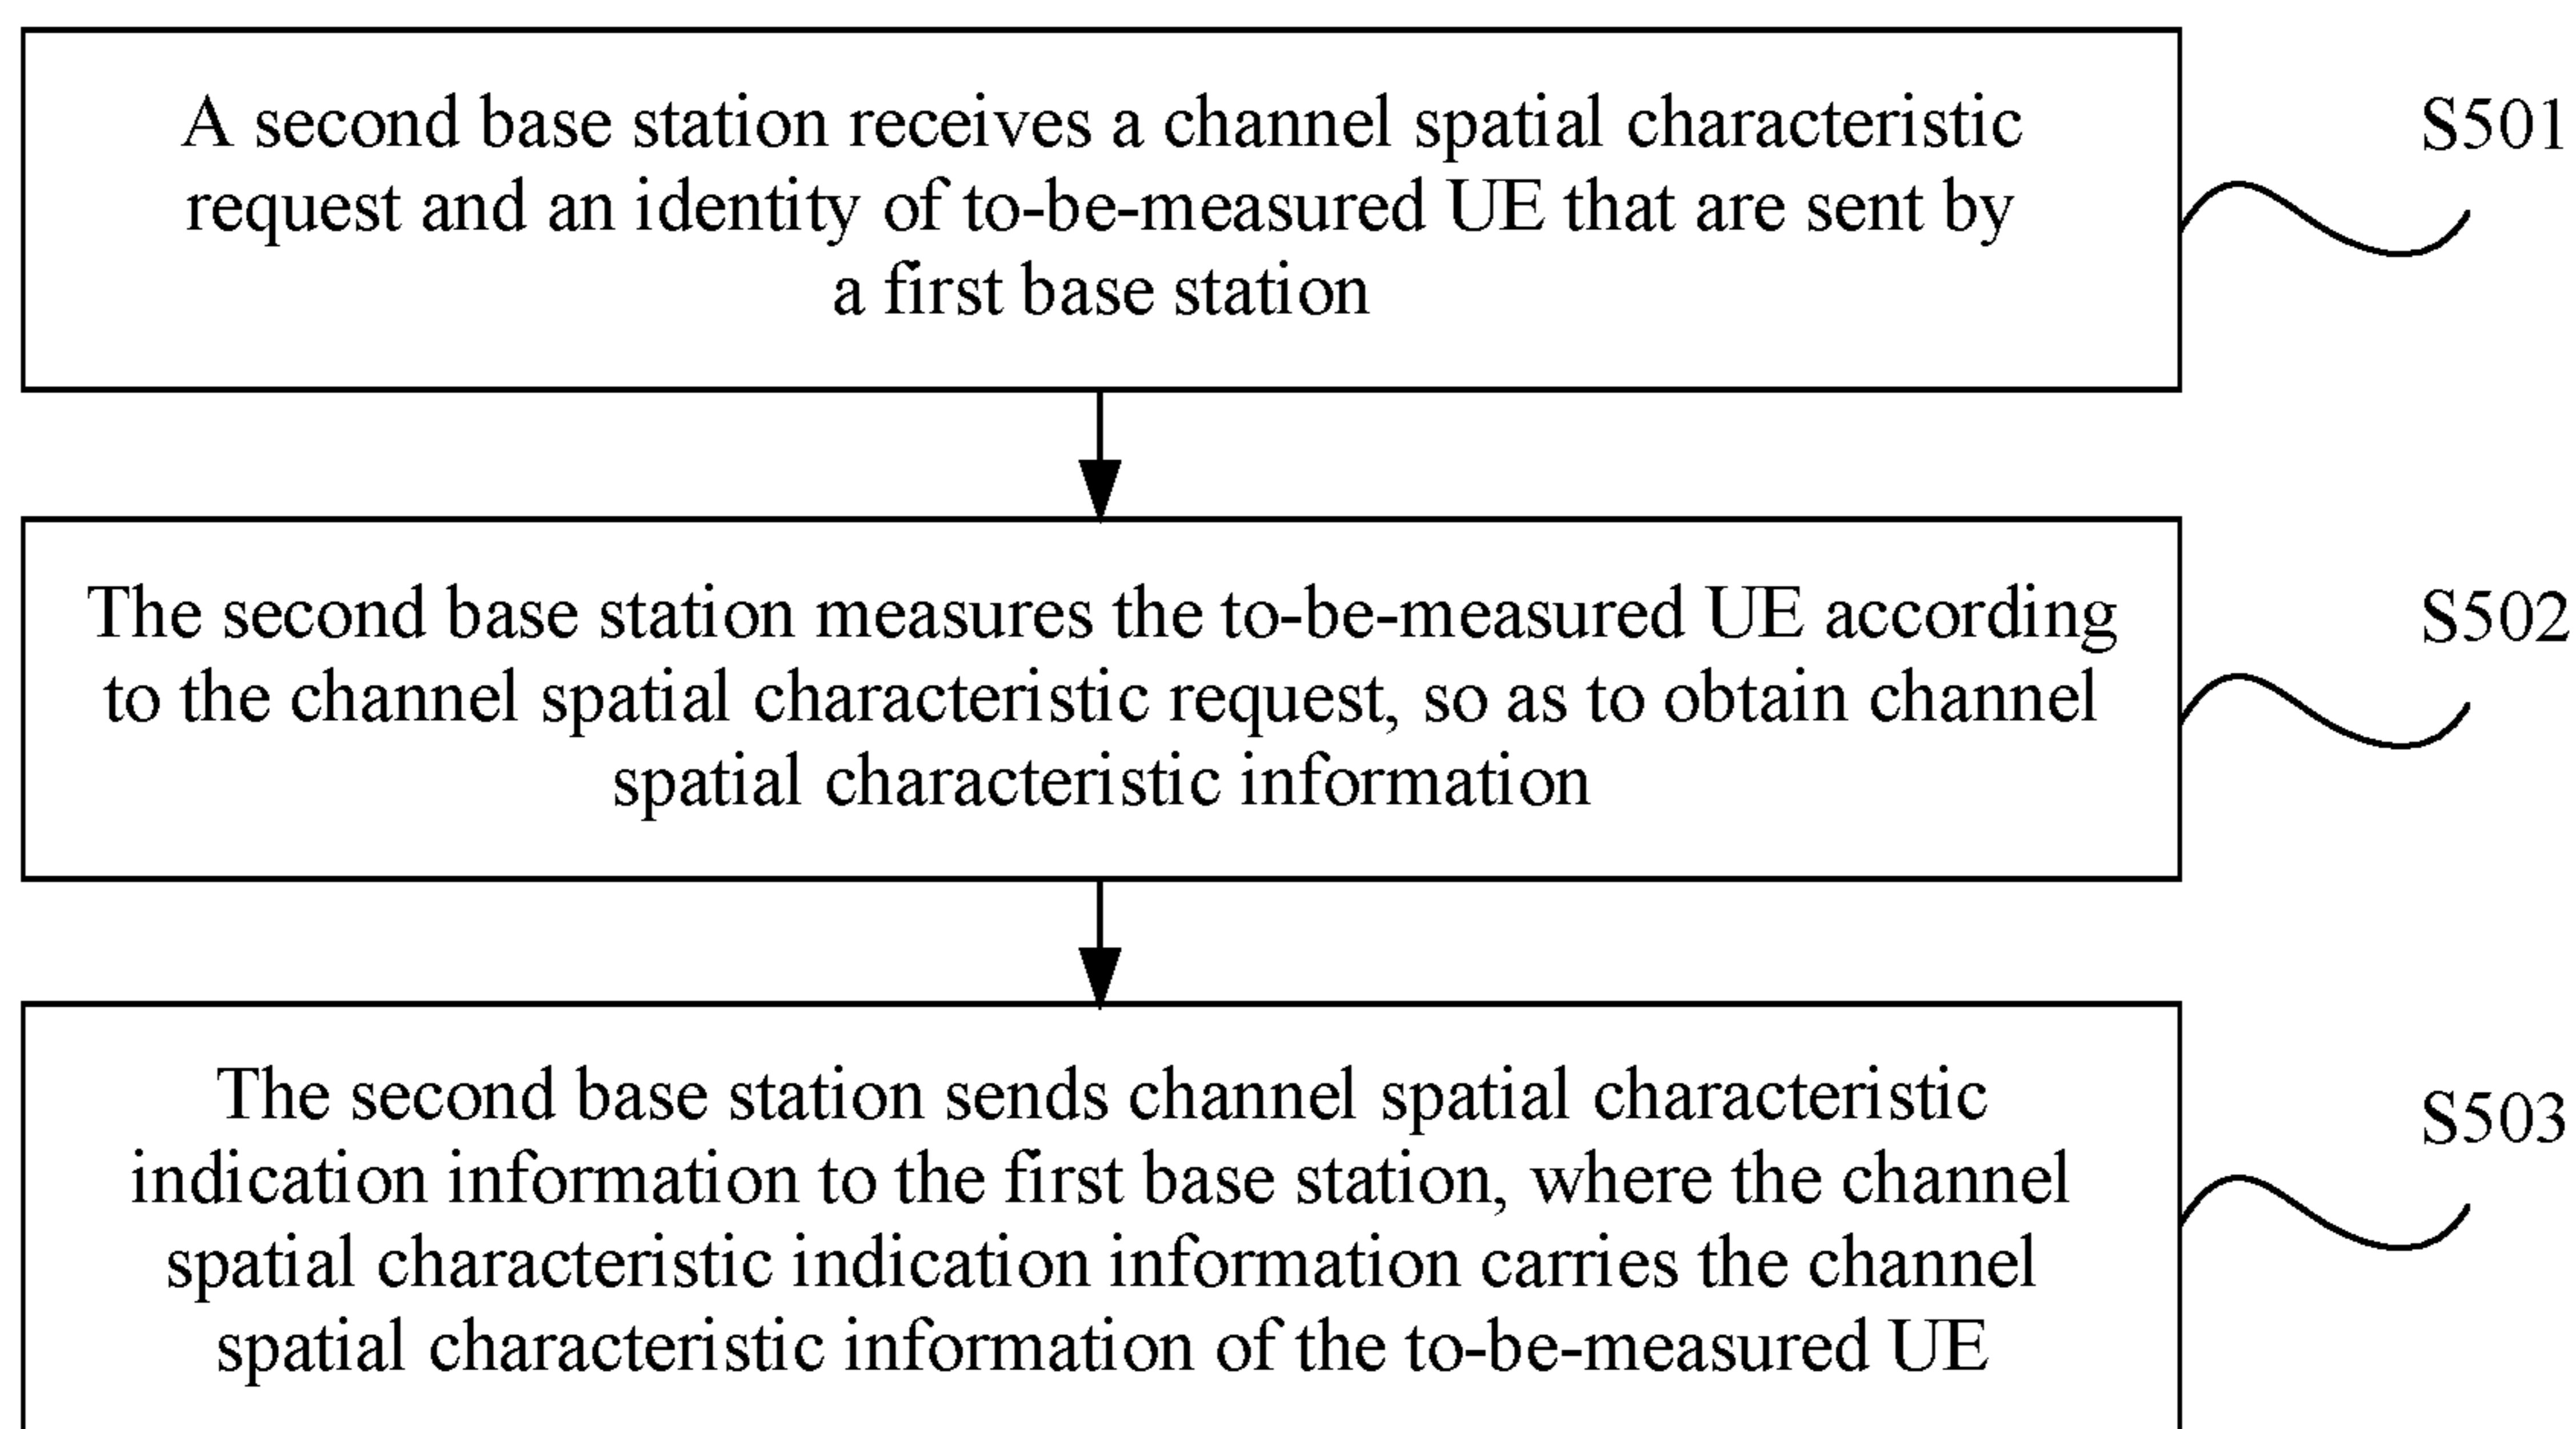 A second base station receives a channel spatial characteristic
request and an identity of to-be-measured UE that are sent by
a first base station
S501
The second base station measures the to-be-measured UE according
to the channel spatial characteristic request, so as to obtain channel
spatial characteristic information
S502
The second base station sends channel spatial characteristic
indication information to the first base station, where the channel
spatial characteristic indication information carries the channel
spatial characteristic information of the to-be-measured UE
S503